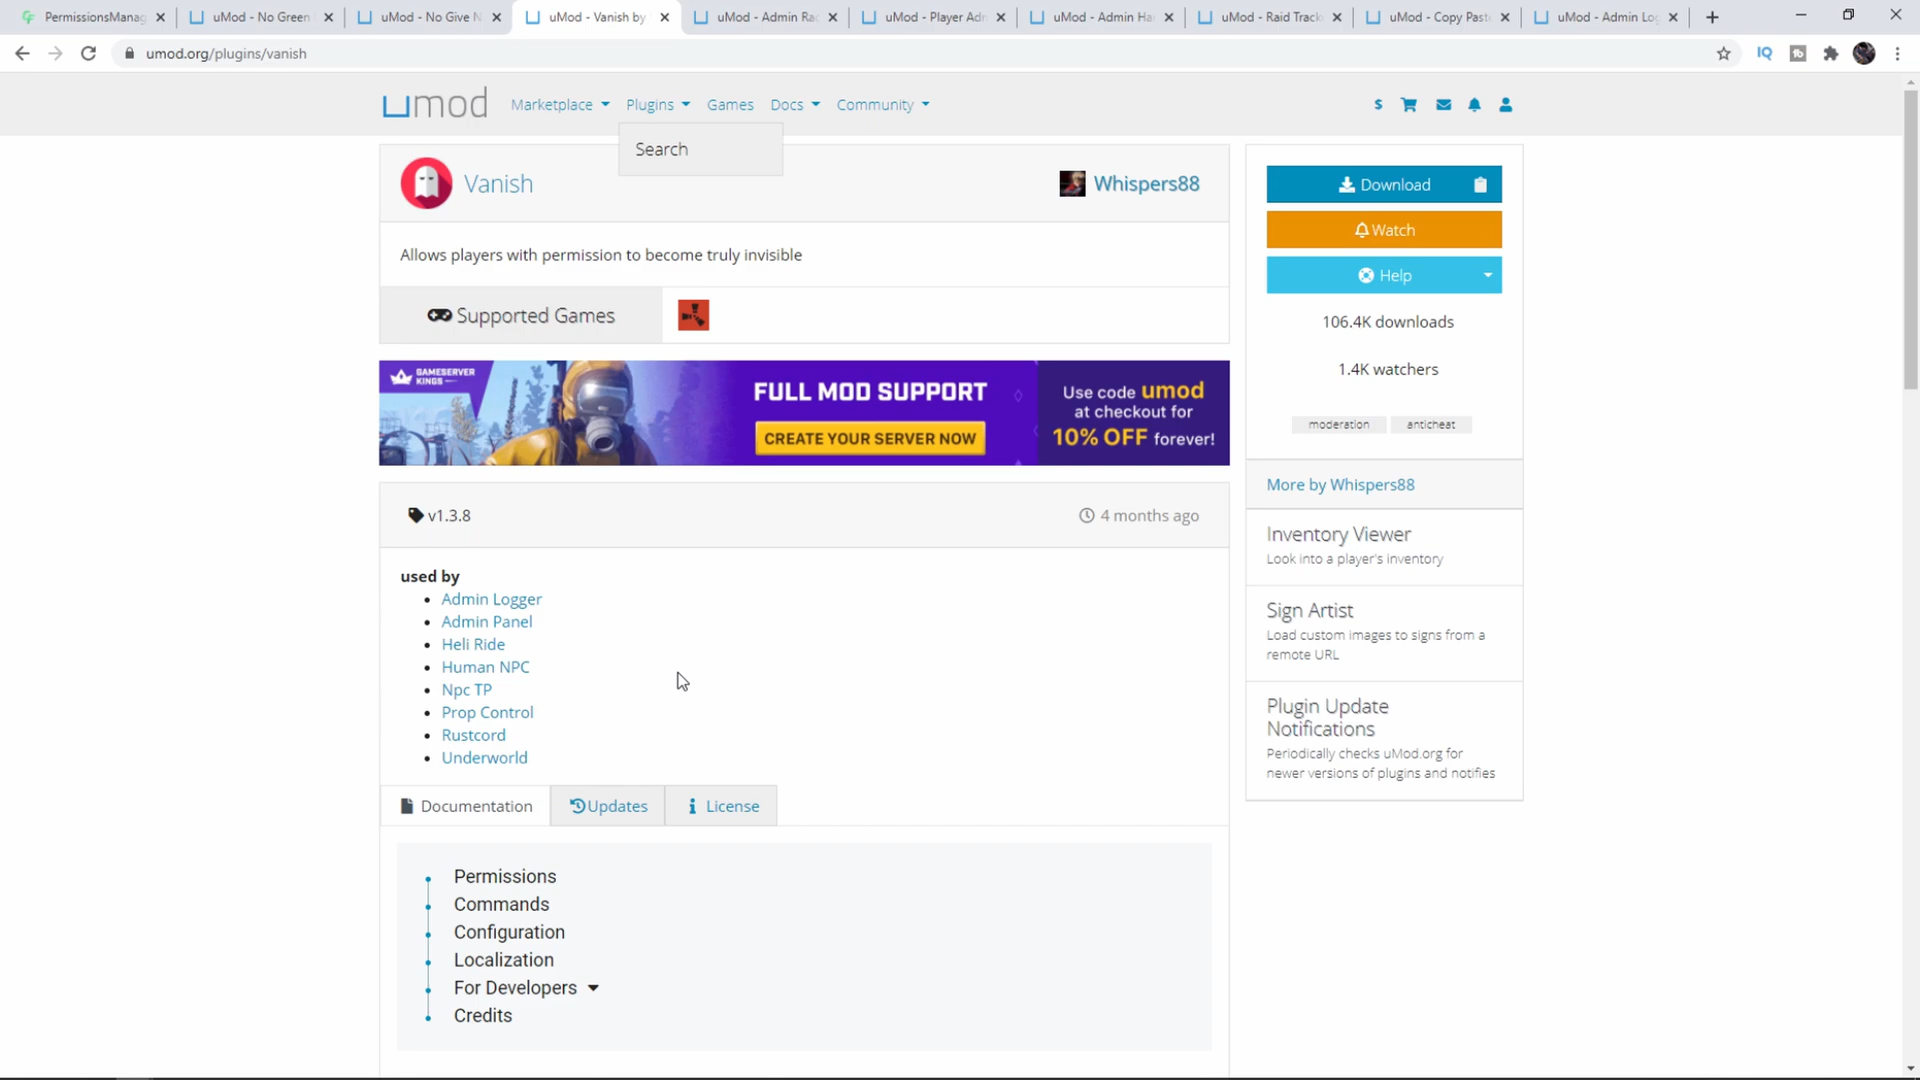 PermissionsManag
uMod - No Green
uMod - No Give N
uMod - Vanish by
uMod - Admin Ra
uMod - Player Adm
uMod - Admin Ha
uMod - Raid Track
uMod - Copy Paste
uMod - Admin Log
umod.org/plugins/vanish
IQ
umod
Marketplace
Plugins
Games
Docs
Community
$
Search
Vanish
Whispers88
Download
Watch
Help
Allows players with permission to become truly invisible
Supported Games
106.4K downloads
1.4K watchers
moderation
anticheat
GAMESERVER
KINGS
FULL MOD SUPPORT
CREATE YOUR SERVER NOW
Use code umod
at checkout for
10% OFF forever!
More by Whispers88
v1.3.8
4 months ago
Inventory Viewer
Look into a player's inventory
used by
Admin Logger
Admin Panel
Heli Ride
Human NPC
Npc TP
Prop Control
Rustcord
Underworld
Sign Artist
Load custom images to signs from a
remote URL
Plugin Update
Notifications
Periodically checks uMod.org for
newer versions of plugins and notifies
Documentation
Updates
License
Permissions
Commands
Configuration
Localization
For Developers
Credits